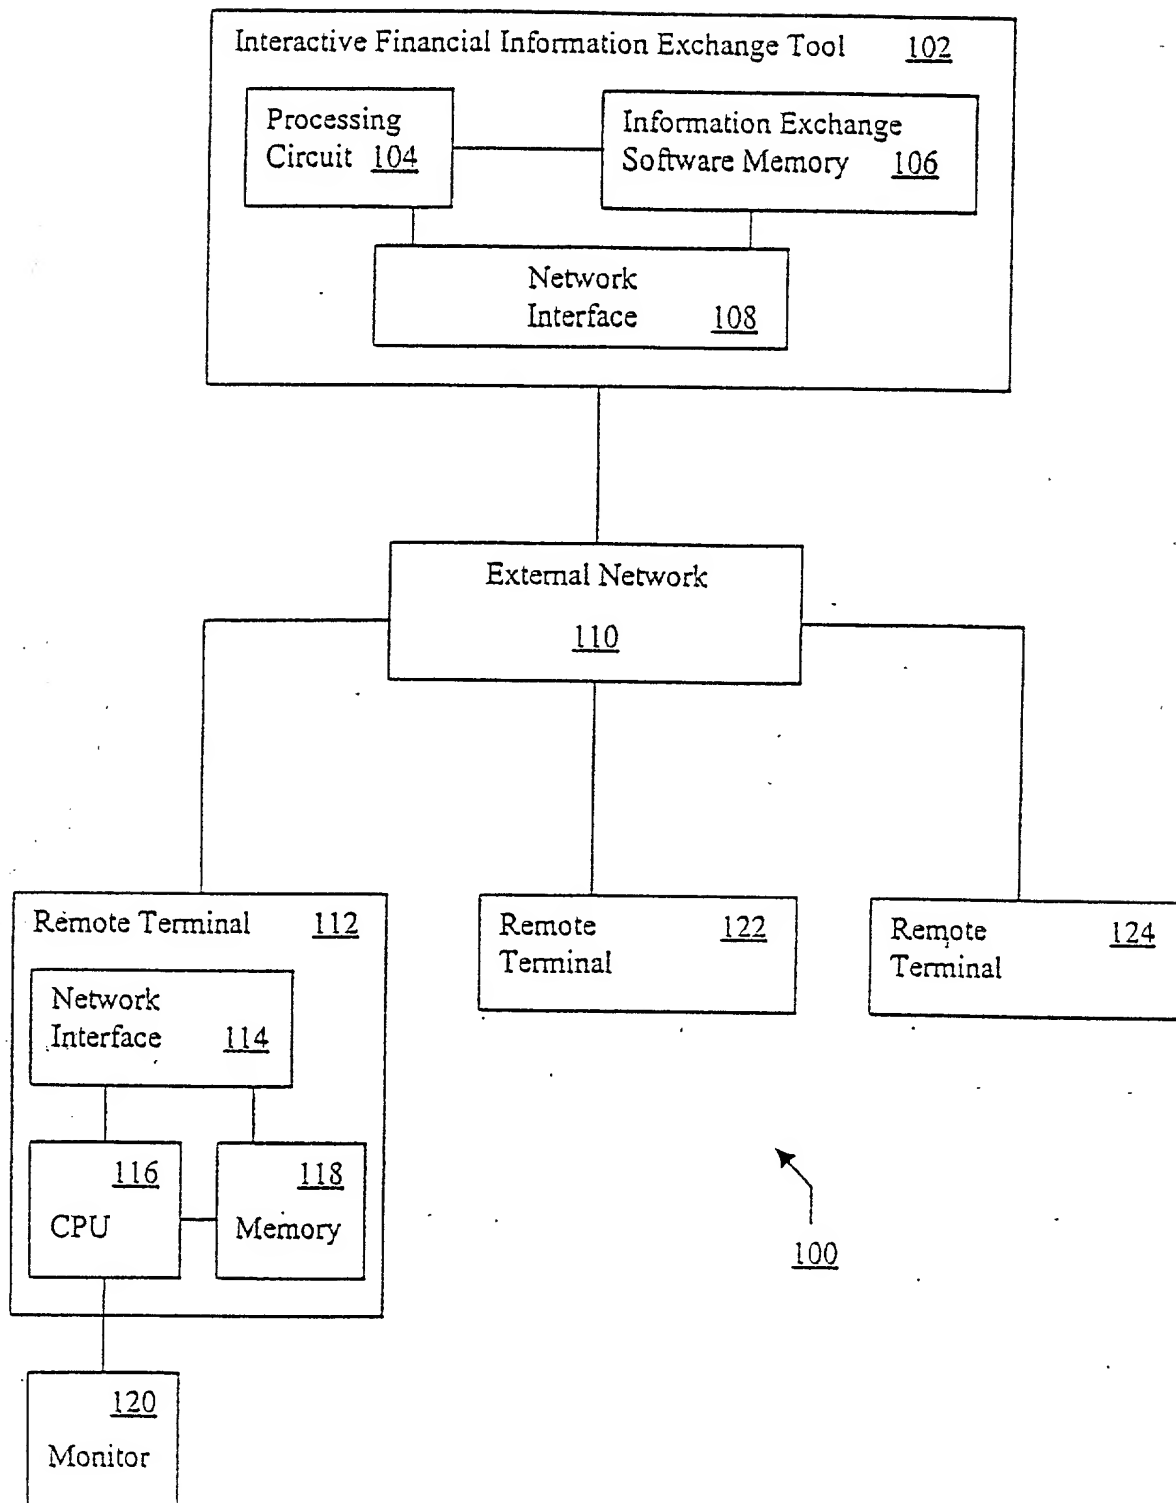 Interactive Financial Information Exchange Tool 102
Processing
Circuit 104
Information Exchange
Software Memory 106
Network
Interface 108
External Network
110
Remote Terminal 112
Network
Interface 114
116
CPU
118
Memory
120
Monitor
Remote 122
Terminal
Remote 124
Terminal
100